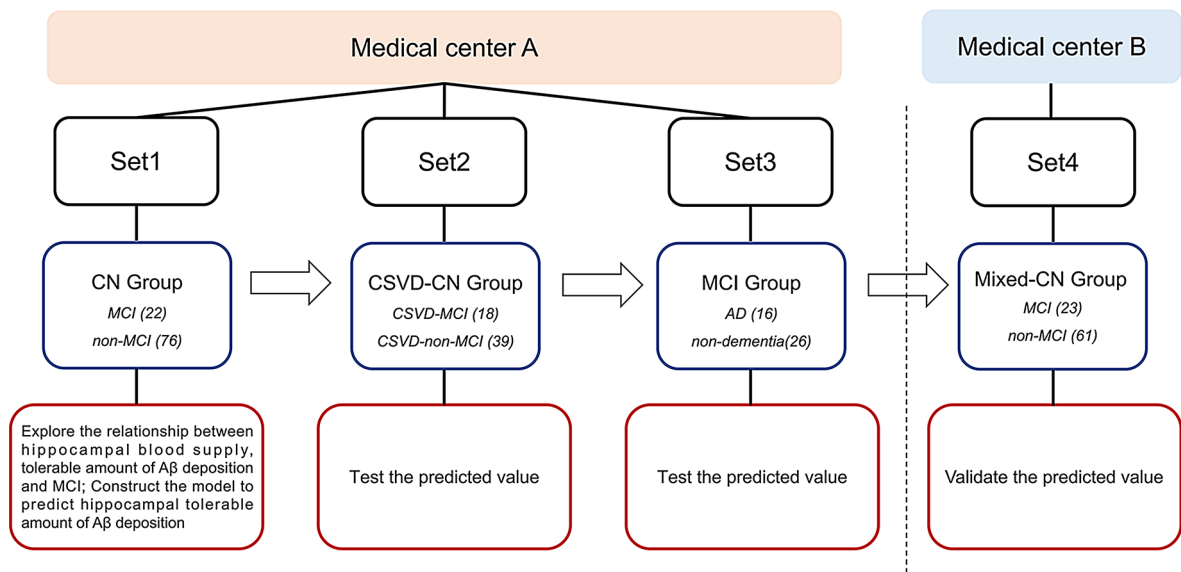 Medical center A
Medical center B
Set1
Set2
Set3
Set4
CN Group
MCI (22)
non-MCI (76)
CSVD-CN Group
CSVD-MCI (18)
CSVD-non-MCI (39)
MCI Group
AD (16)
non-dementia(26)
Mixed-CN Group
MCI (23)
non-MCI (61)
Explore the relationship between
hippocampal blood supply,
tolerable amount of Aβ deposition
and MCI; Construct the model to
predict hippocampal tolerable
amount of Aβ deposition
Test the predicted value
Test the predicted value
Validate the predicted value